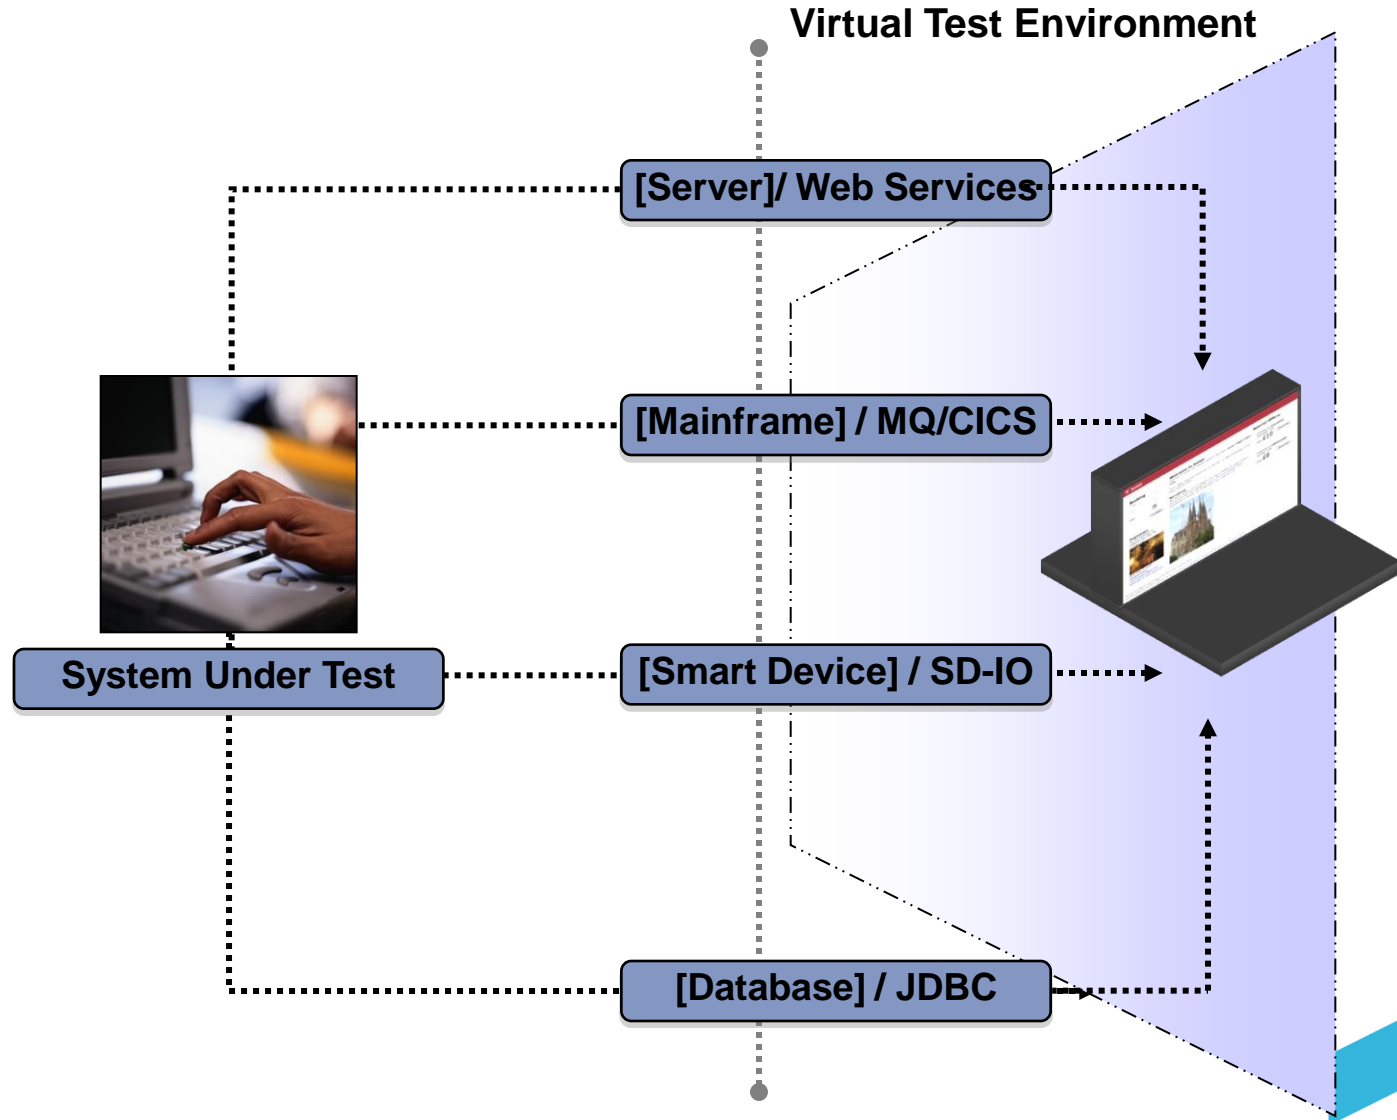 Virtual Test Environment
[Server]/ Web Services
[Mainframe] / MQ/CICS
System Under Test
[Smart Device] / SD-IO
[Database] / JDBC